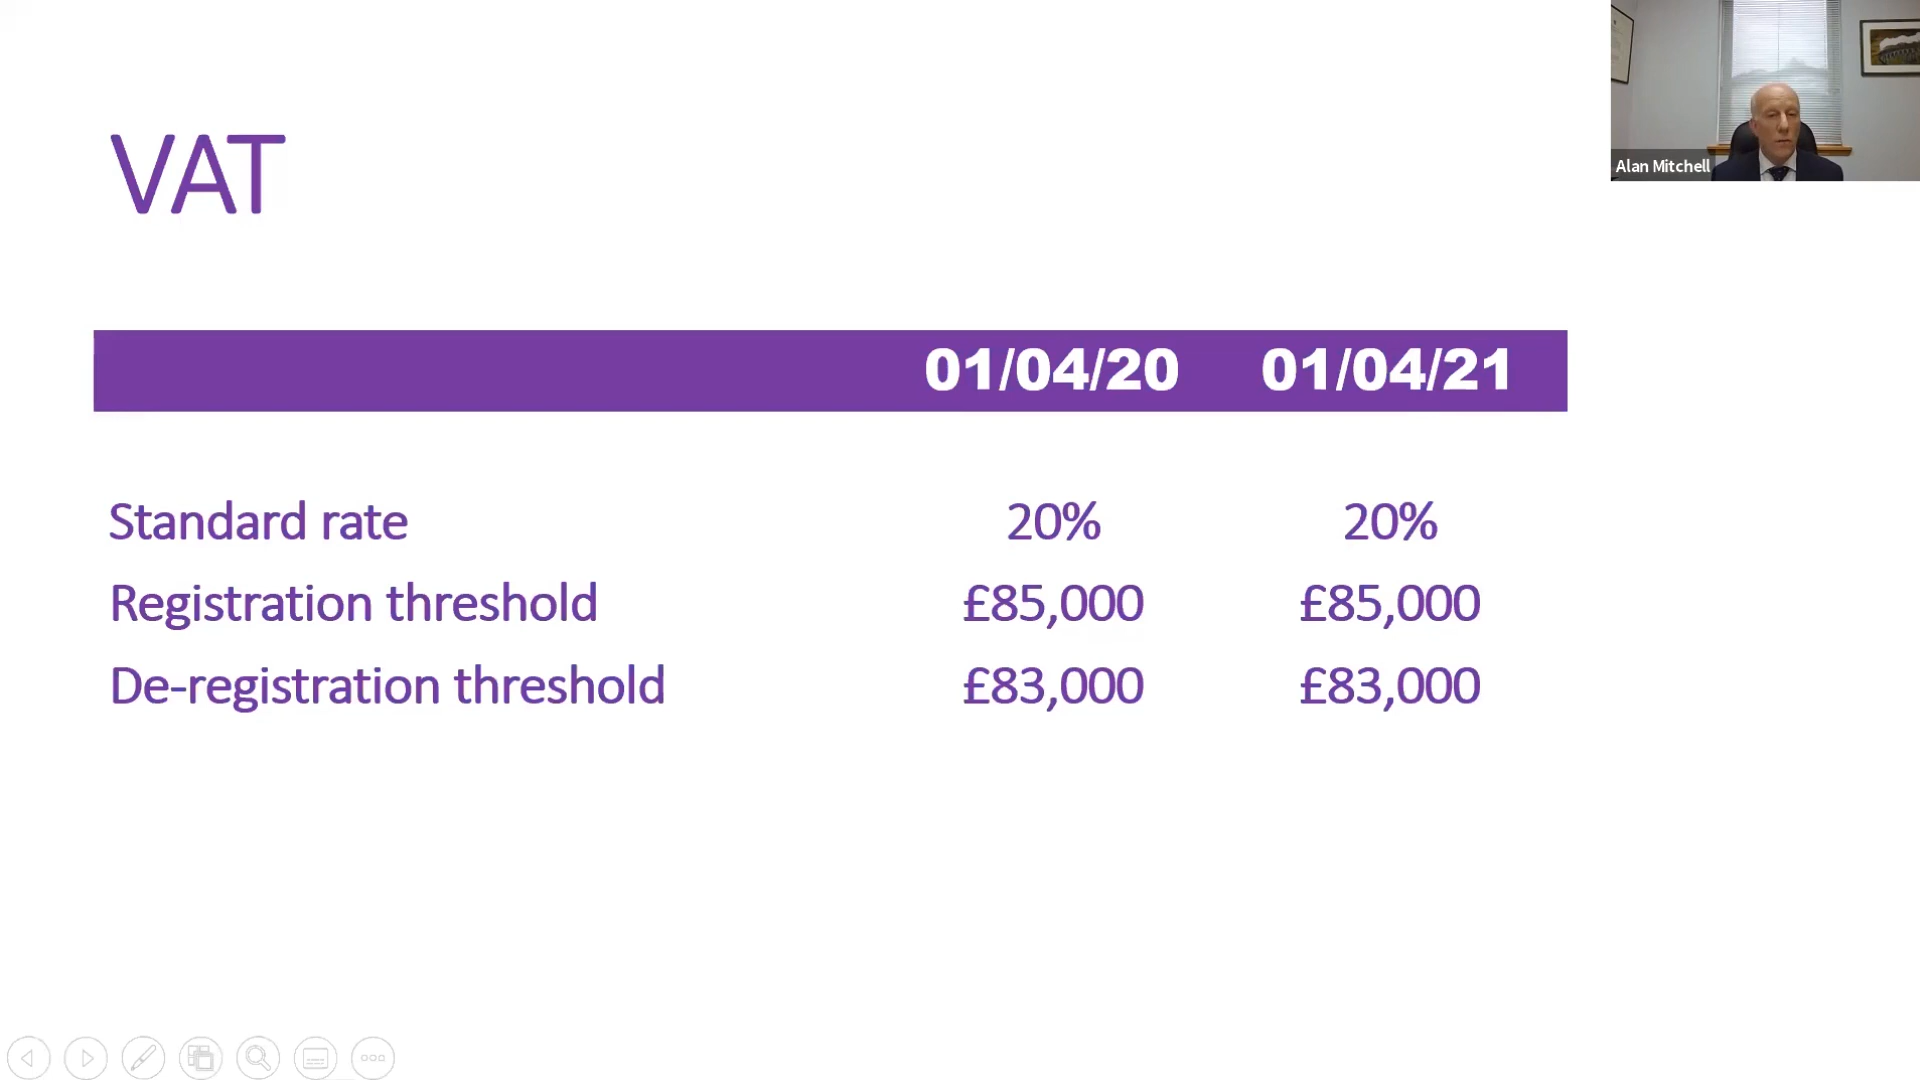 VAT
Alan Mitchell
01/04/20 01/04/21
Standard rate 20% 20%
Registration threshold £85,000 £85,000
De-registration threshold £83,000 £83,000